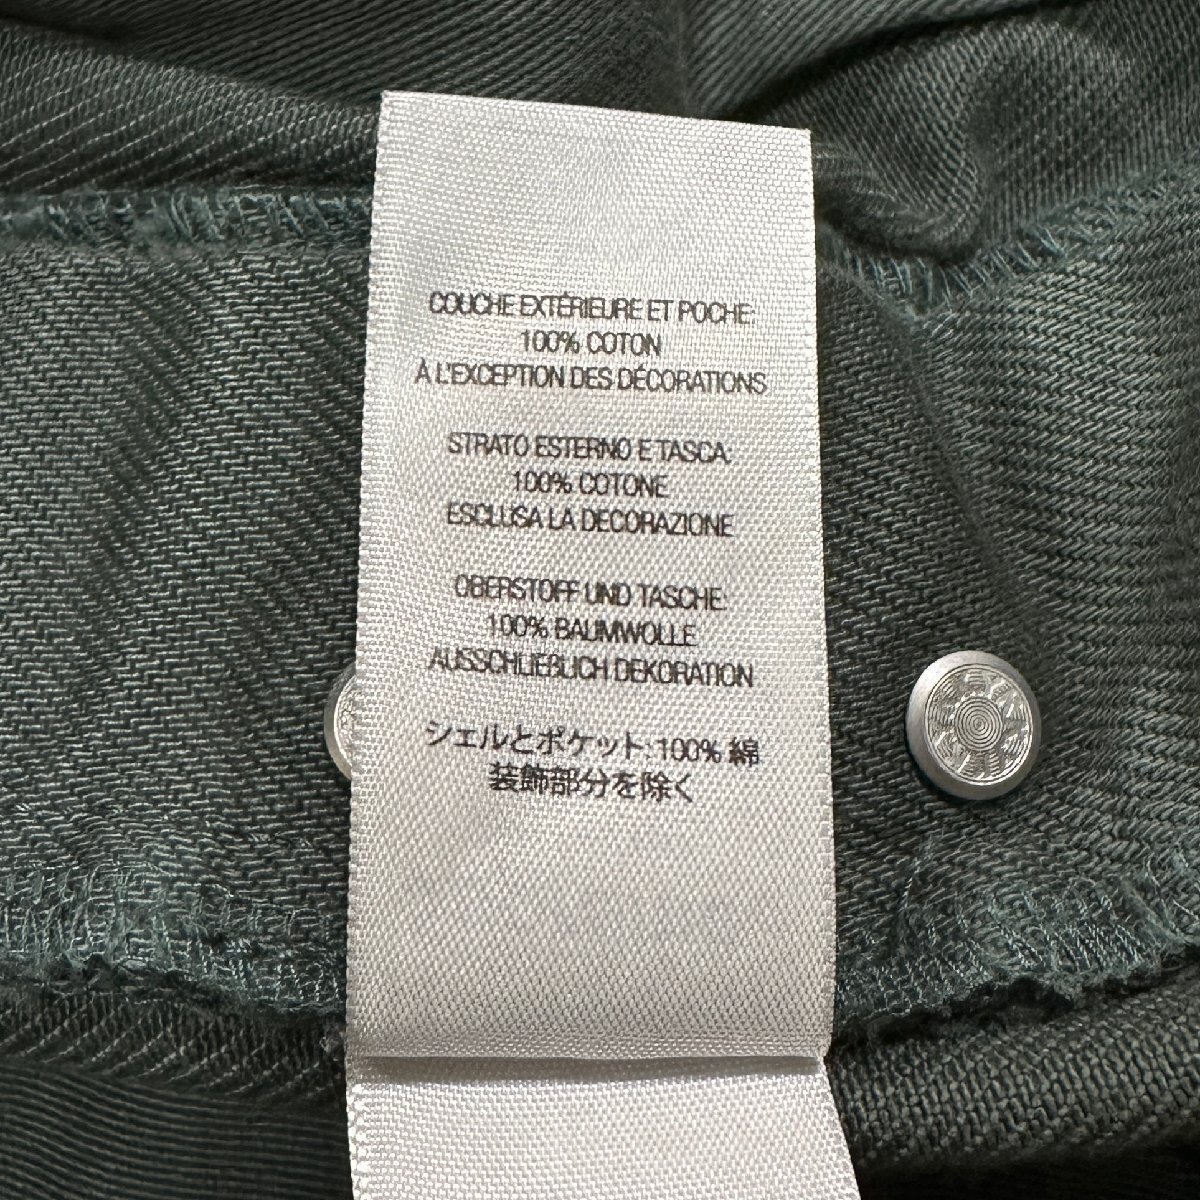 COUCHE EXTÉRIEURE ET POCHE:
100% COTON
À L'EXCEPTION DES DÉCORATIONS
STRATO ESTERNO E TASCA:
100% COTONE
ESCLUSA LA DECORAZIONE
OBERSTOFF UND TASCHE:
100% BAUMWOLLE
AUSSCHLIEßLICH DEKORATION
シェルとポケット: 100% 綿
装飾部分を除く